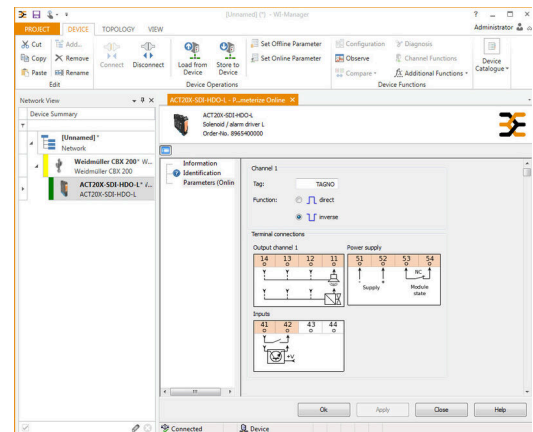 [Unnamed] (*) - WI-Manager
PROJECT DEVICE TOPOLOGY VIEW Administrator
Cut Add... Set Offline Parameter Configuration Diagnosis
Copy Remove Connect Disconnect Load from Device Store to Device Set Online Parameter Observe Channel Functions Device Catalogue
Paste Rename Compare Additional Functions
Edit Device Operations Device Functions
Network View
Device Summary
[Unnamed]*
Network
Weidmüller CBX 200* W...
Weidmüller CBX 200
ACT20X-SDI-HDO-L* /...
ACT20X-SDI-HDO-L
ACT20X-SDI-HDO-L - P...meterize Online
ACT20X-SDI-HDO-L
Solenoid / alarm driver L
Order-No. 8965400000
Information
Identification
Parameters (Onlin
Channel 1
Tag: TAGNO
Function: direct
inverse
Terminal connections
Output channel 1 Power supply
14 13 12 11 51 52 53 54
NC
- +
Supply Module state
Inputs
41 42 43 44
+V
Ok Apply Close Help
Connected Device